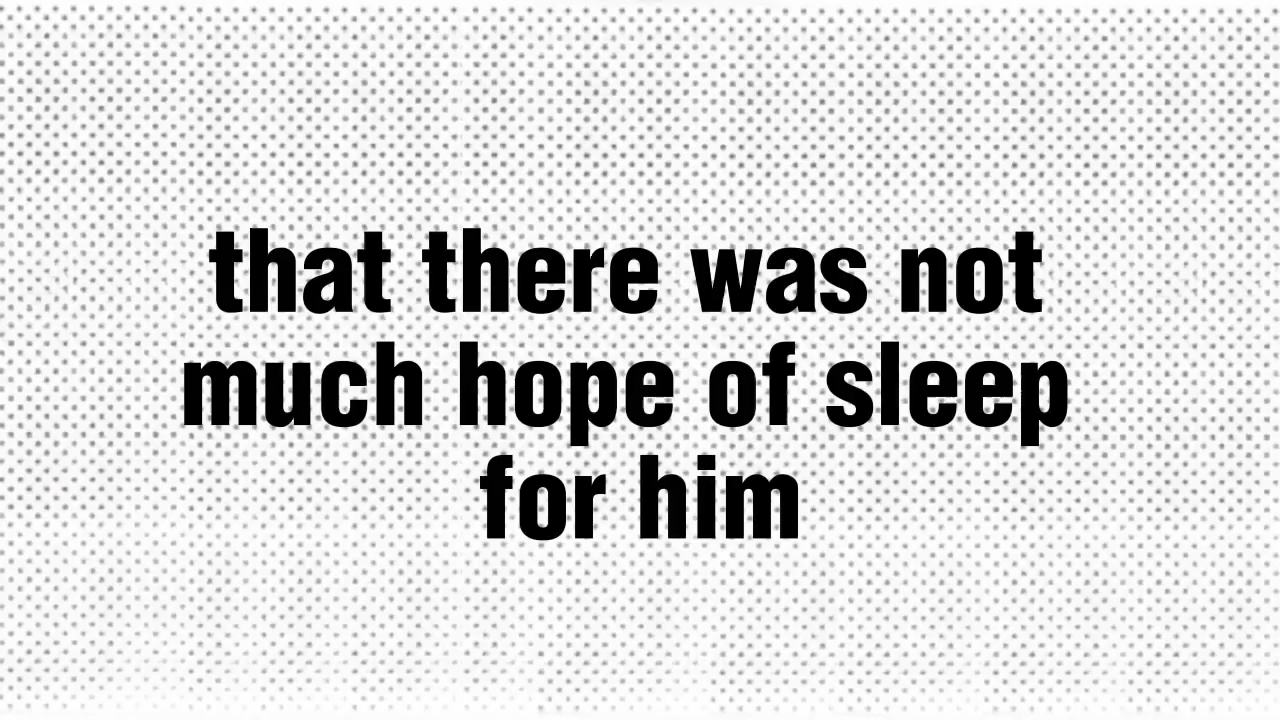 that there was not
much hope of sleep
for him